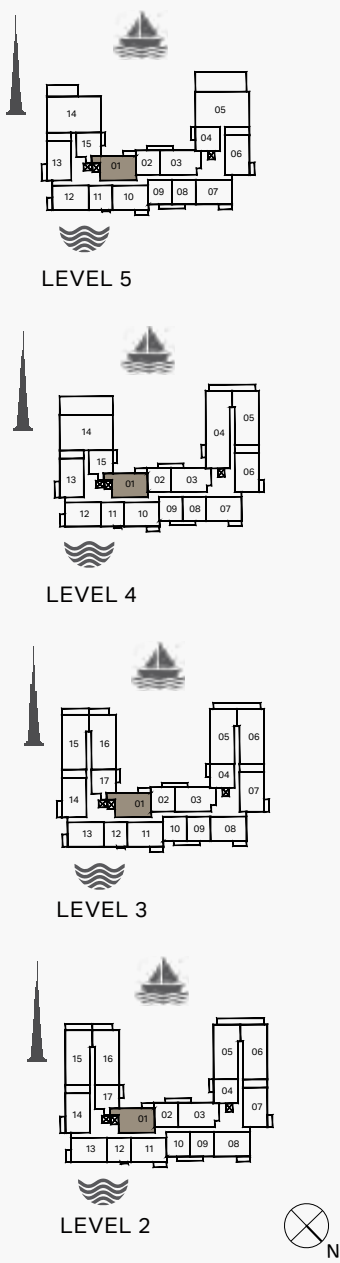 14 05
15 04
13 01 02 03 06
12 11 10 09 08 07
LEVEL 5
05
14 04
15 06
13 01 02 03
12 11 10 09 08 07
LEVEL 4
15 16 05 06
17 04
14 01 02 03 07
13 12 11 10 09 08
LEVEL 3
15 16 05 06
17 04
14 01 02 03 07
13 12 11 10 09 08
LEVEL 2
N